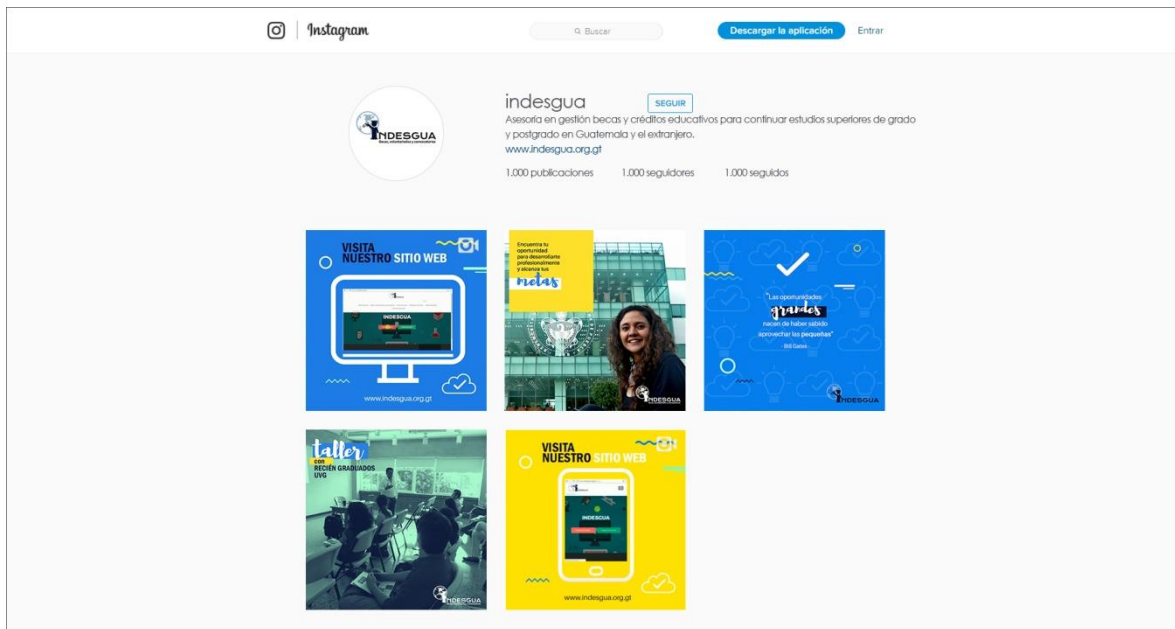 Instagram
Buscar
Descargar la aplicación
Entrar
indesgua
SEGUIR
Asesoría en gestión becas y créditos educativos para continuar estudios superiores de grado
y postgrado en Guatemala y el extranjero.
www.indesgua.org.gt
1.000 publicaciones
1.000 seguidores
1.000 seguidos
INDESGUA
Becas, voluntariados y convocatorias
VISITA
NUESTRO SITIO WEB
INDESGUA
www.indesgua.org.gt
Encuentra tu
oportunidad
para desarrollarte
profesionalmente
y alcanza tus
metas
INDESGUA
"Las oportunidades
grandes
nacen de haber sabido
aprovechar las pequeñas"
Bill Gates
INDESGUA
taller
con
RECIÉN GRADUADOS
UVG
INDESGUA
VISITA
NUESTRO SITIO WEB
INDESGUA
www.indesgua.org.gt